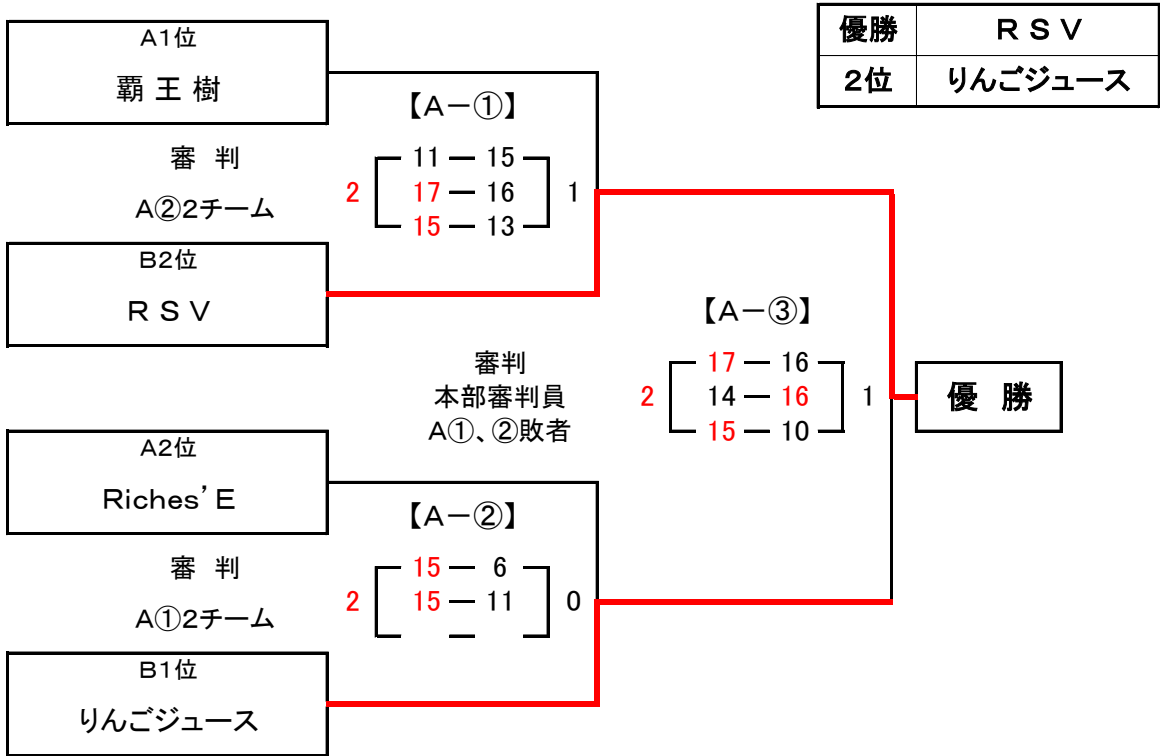 A1位
覇 王 樹
優勝 ＲＳＶ
2位 りんごジュース
【A－①】
審 判
A②2チーム
11 ― 15
2 17 ― 16 1
15 ― 13
B2位
ＲＳＶ
【A－③】
審判
本部審判員
A①、②敗者
17 ― 16
2 14 ― 16 1
15 ― 10
優 勝
A2位
Riches’E
【A－②】
審 判
A①2チーム
15 ― 6
2 15 ― 11 0
―
B1位
りんごジュース